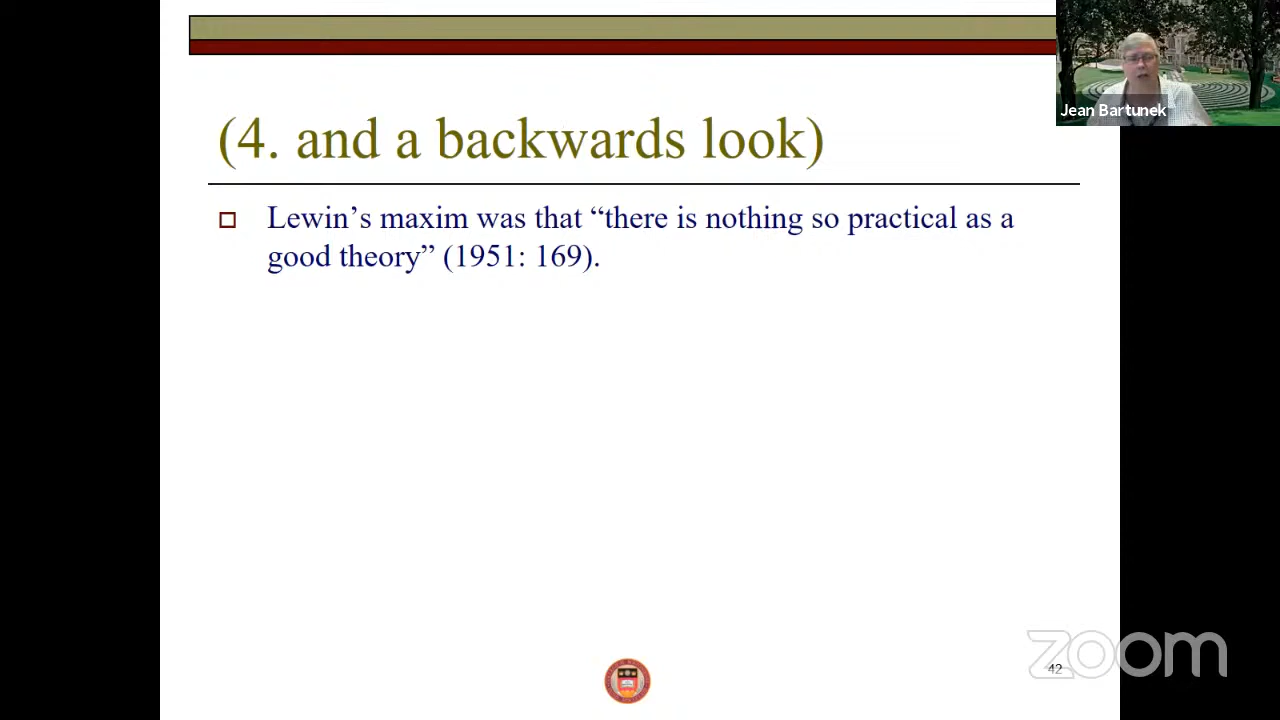 Jean Bartunek
(4. and a backwards look)
Lewin’s maxim was that “there is nothing so practical as a
good theory” (1951: 169).
zoom
42